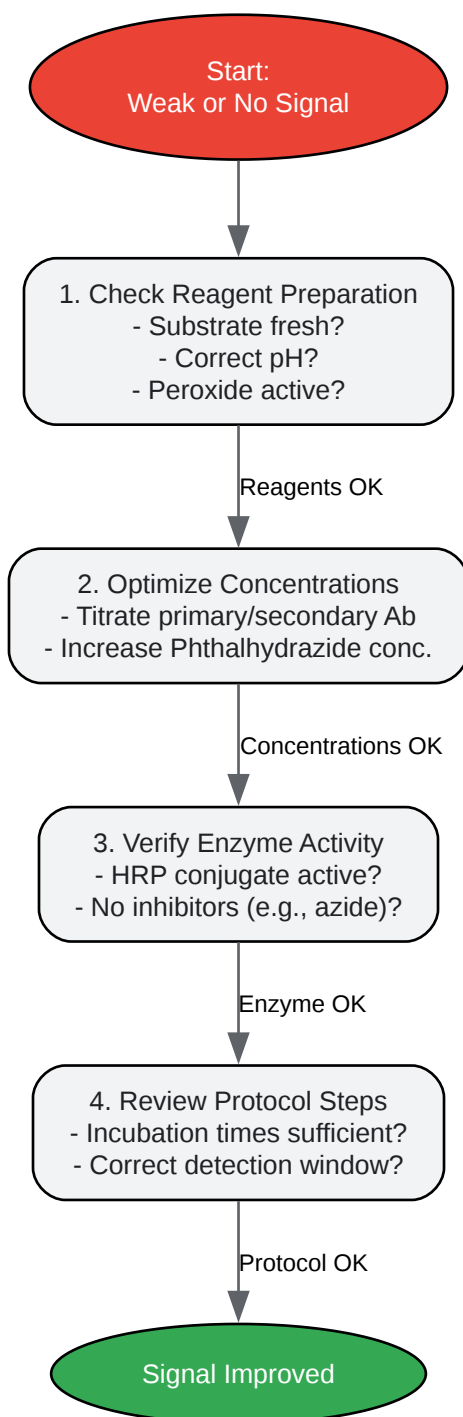 Start:
Weak or No Signal
1. Check Reagent Preparation
- Substrate fresh?
- Correct pH?
- Peroxide active?
Reagents OK
2. Optimize Concentrations
- Titrate primary/secondary Ab
- Increase Phthalhydrazide conc.
Concentrations OK
3. Verify Enzyme Activity
- HRP conjugate active?
- No inhibitors (e.g., azide)?
Enzyme OK
4. Review Protocol Steps
- Incubation times sufficient?
- Correct detection window?
Protocol OK
Signal Improved